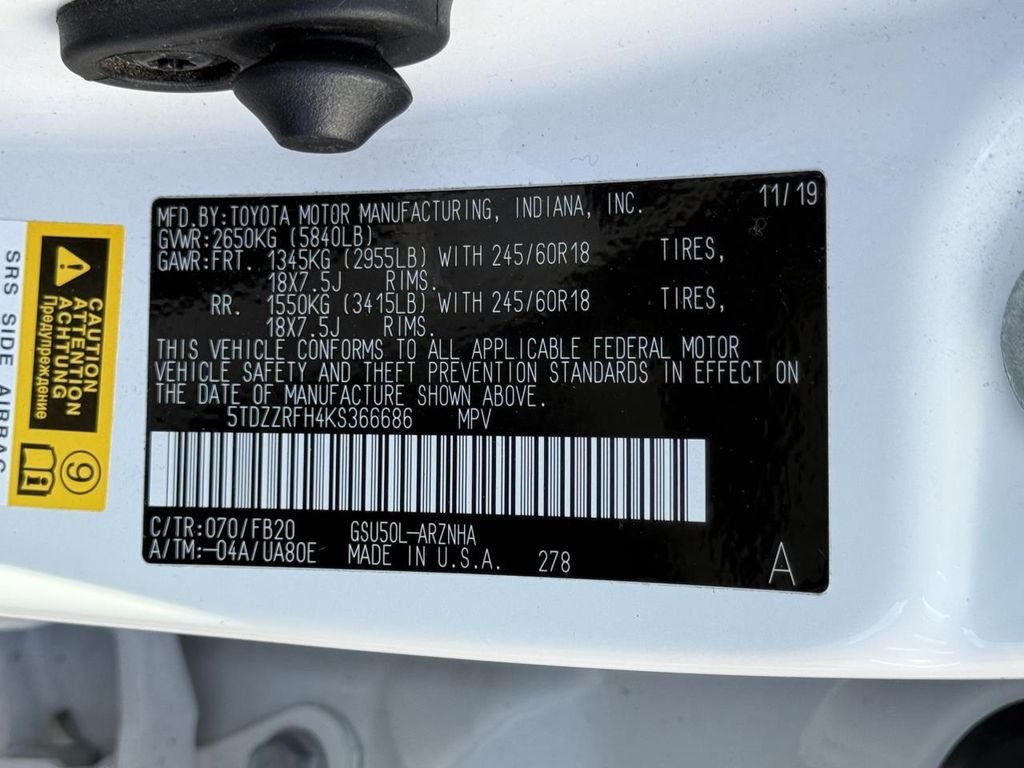 MFD.BY:TOYOTA MOTOR MANUFACTURING, INDIANA, INC. 11/19
GVWR:2650KG (5840LB)
GAWR:FRT. 1345KG (2955LB) WITH 245/60R18 TIRES,
18X7.5J RIMS.
RR. 1550KG (3415LB) WITH 245/60R18 TIRES,
18X7.5J RIMS.
THIS VEHICLE CONFORMS TO ALL APPLICABLE FEDERAL MOTOR
VEHICLE SAFETY AND THEFT PREVENTION STANDARDS IN EFFECT ON
THE DATE OF MANUFACTURE SHOWN ABOVE.
5TDZZRFH4KS366686 MPV
C/TR:070/FB20 GSU50L-ARZNHA
A/TM:-04A/UA80E MADE IN U.S.A. 278
A
CAUTION
ACHTUNG
Предупреждение
9
SRS SIDE AIRBAG